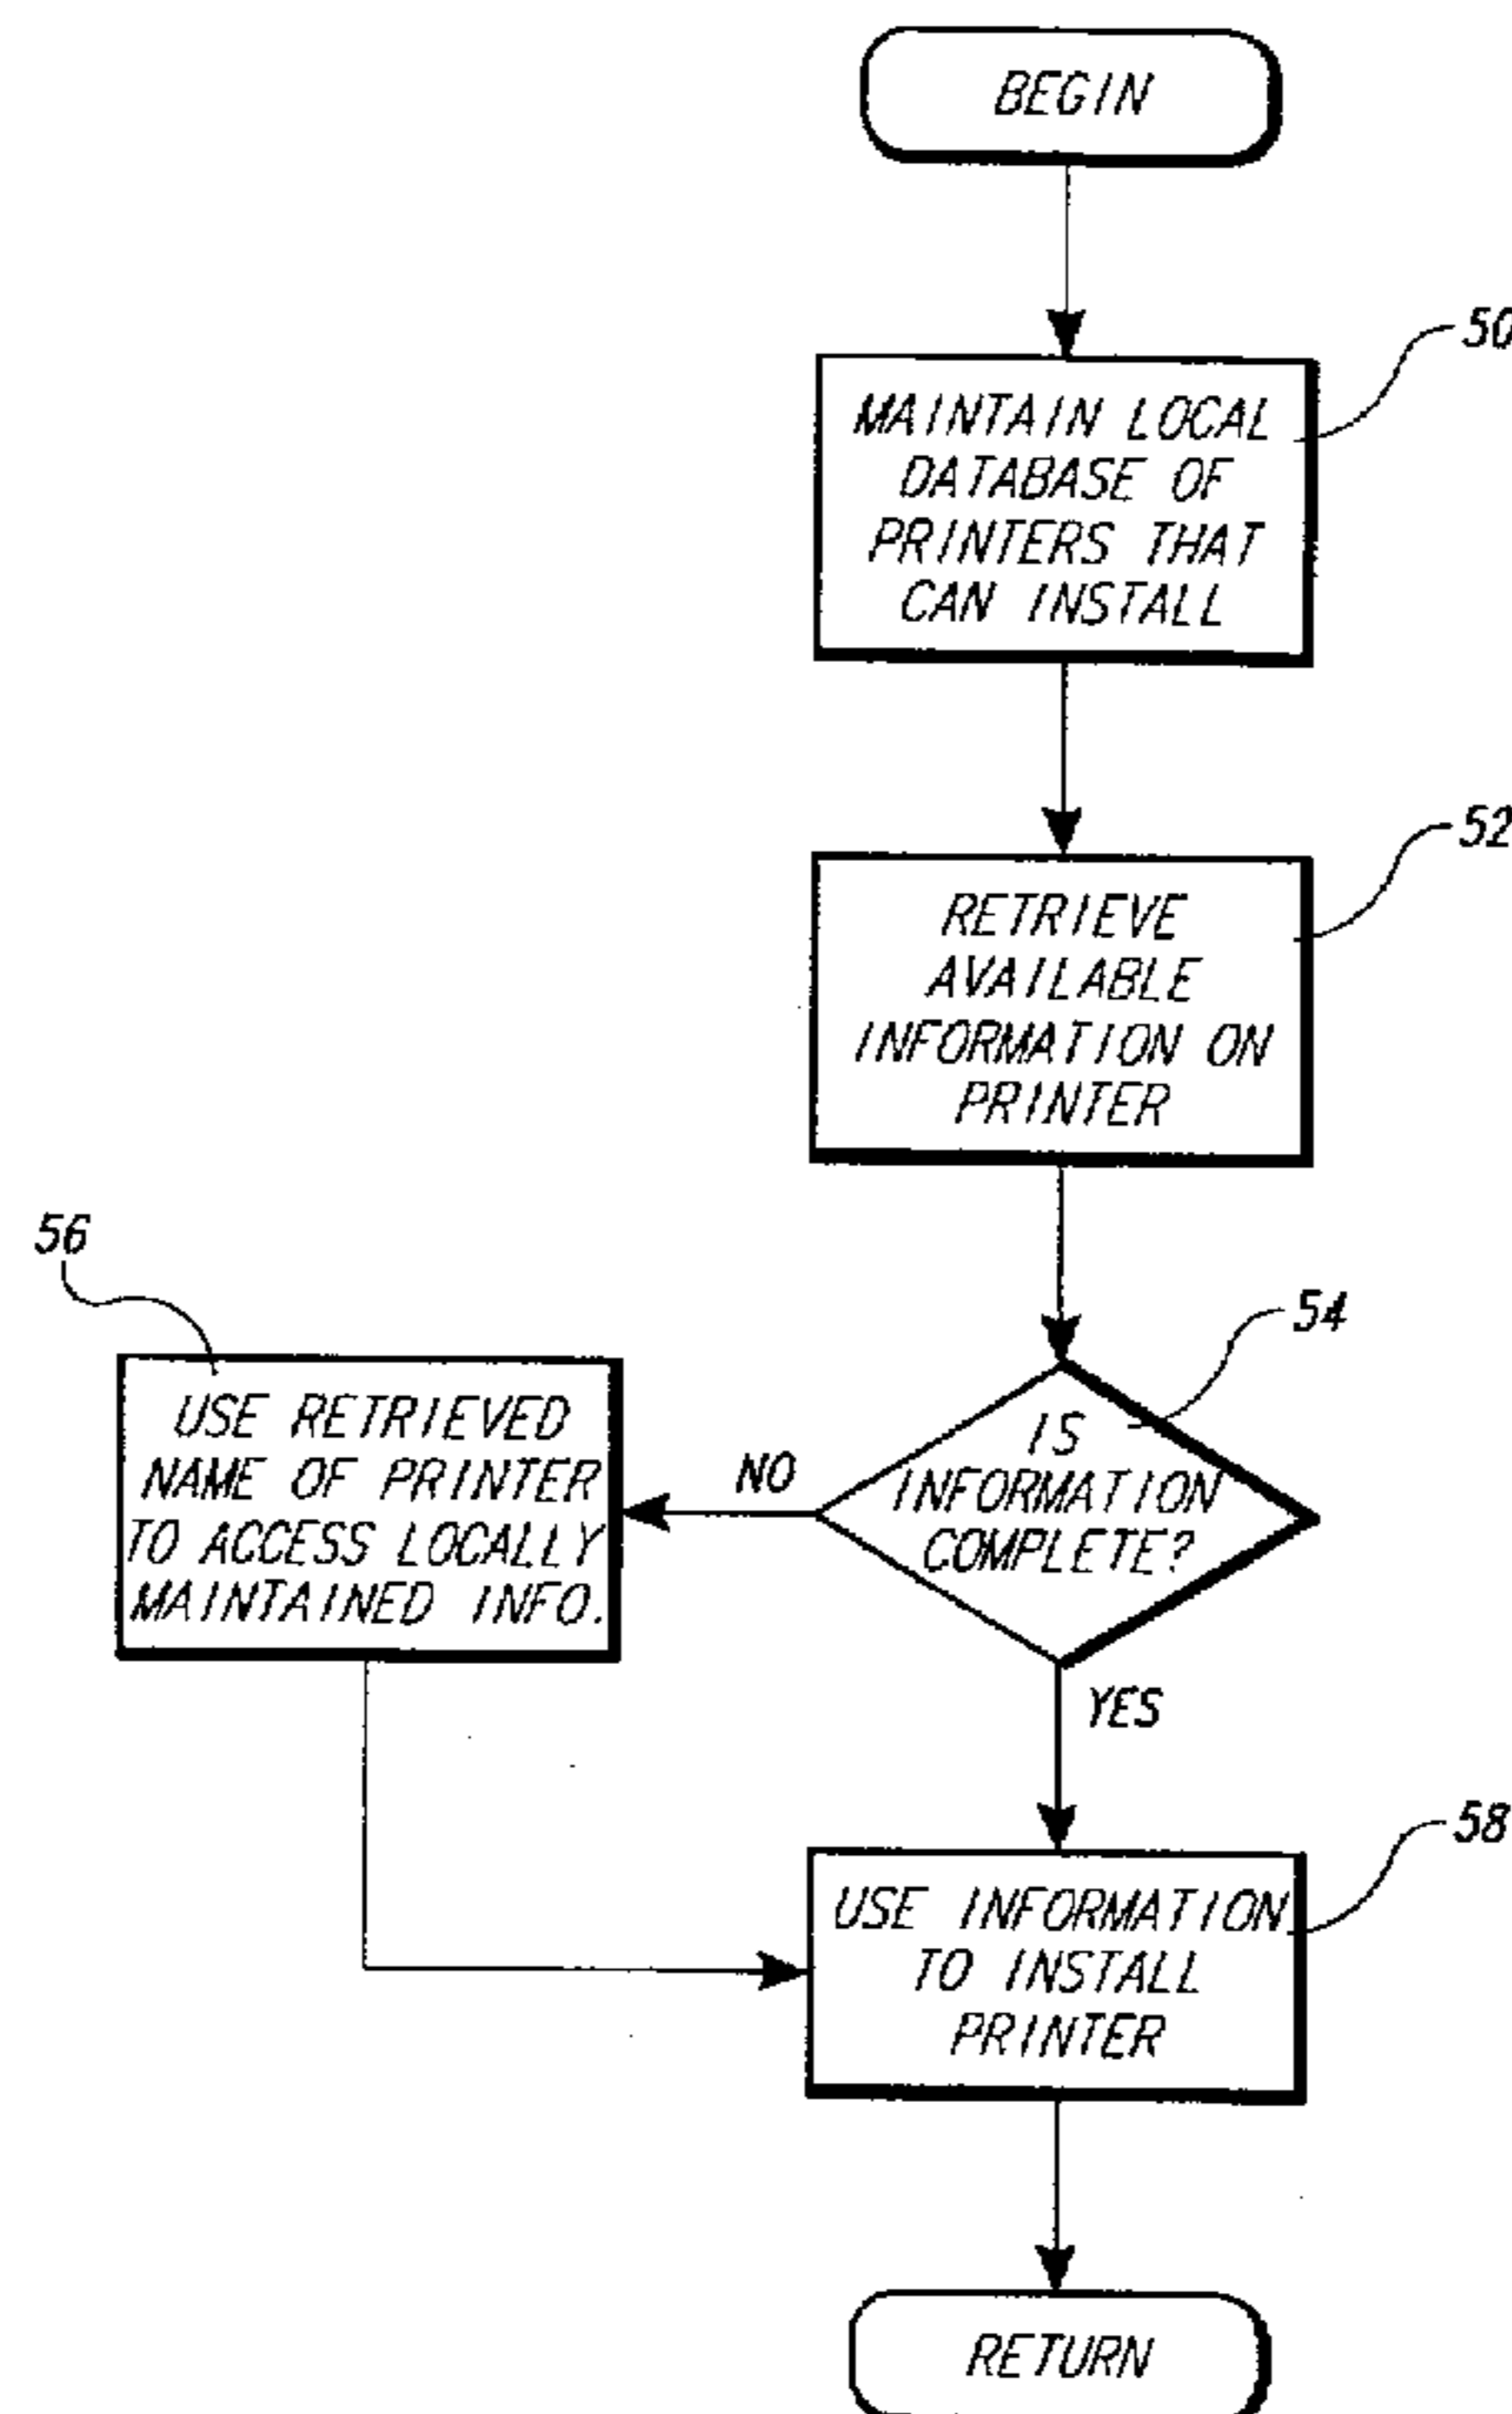 BEGIN
50
MAINTAIN LOCAL
DATABASE OF
PRINTERS THAT
CAN INSTALL
52
RETRIEVE
AVAILABLE
INFORMATION ON
PRINTER
56
54
USE RETRIEVED
NAME OF PRINTER
TO ACCESS LOCALLY
MAINTAINED INFO.
NO
IS
INFORMATION
COMPLETE?
YES
58
USE INFORMATION
TO INSTALL
PRINTER
RETURN